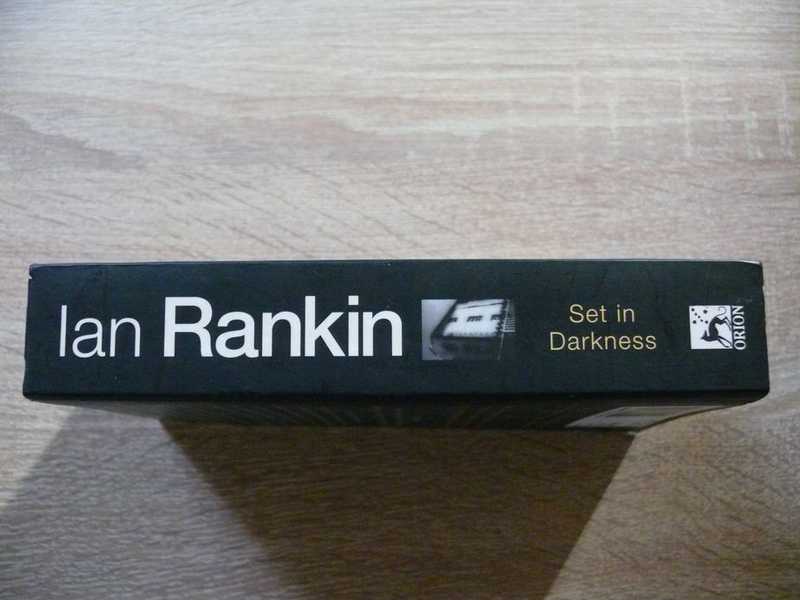 Ian Rankin
Set in
Darkness
ORION